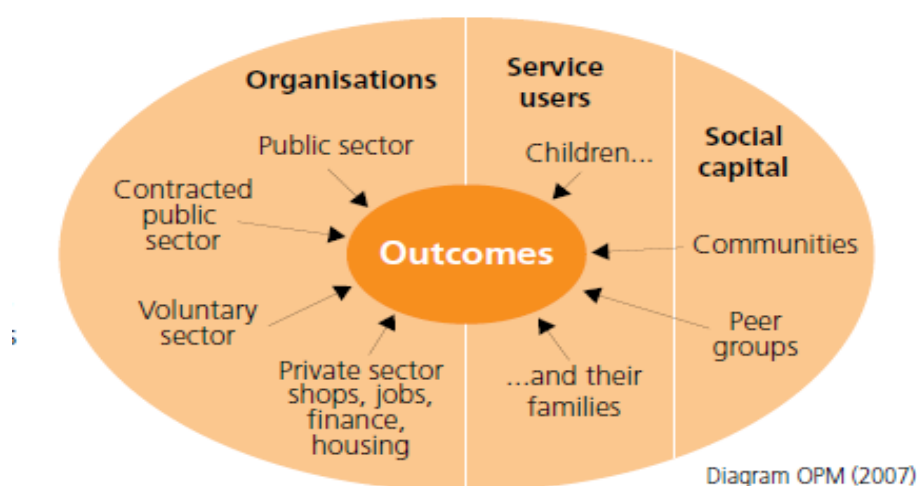 Organisations
Public sector
Contracted
public
sector
Voluntary
sector
Private sector
shops, jobs,
finance,
housing
Service
users
Children...
...and their
families
Social
capital
Communities
Peer
groups
Outcomes
s
Diagram OPM (2007)